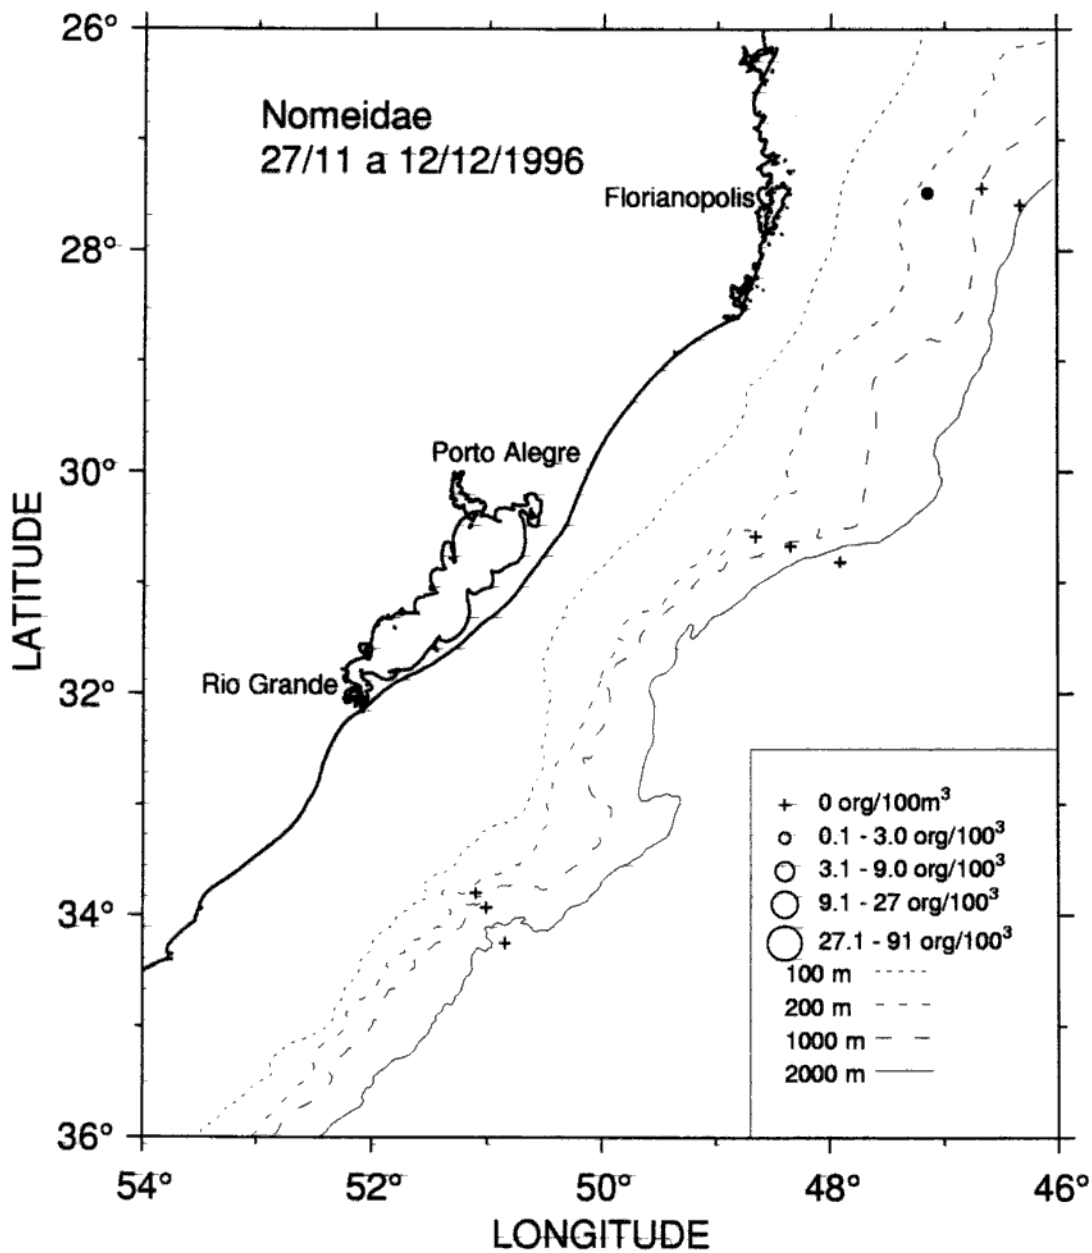 26°
Nomeidae
27/11 a 12/12/1996
Florianopolis
28°
Porto Alegre
30°
LATITUDE
Rio Grande
32°
0 org/100m³
0.1 - 3.0 org/100³
3.1 - 9.0 org/100³
9.1 - 27 org/100³
27.1 - 91 org/100³
34°
100 m
200 m
1000 m
2000 m
36°
54° 52° 50° 48° 46°
LONGITUDE